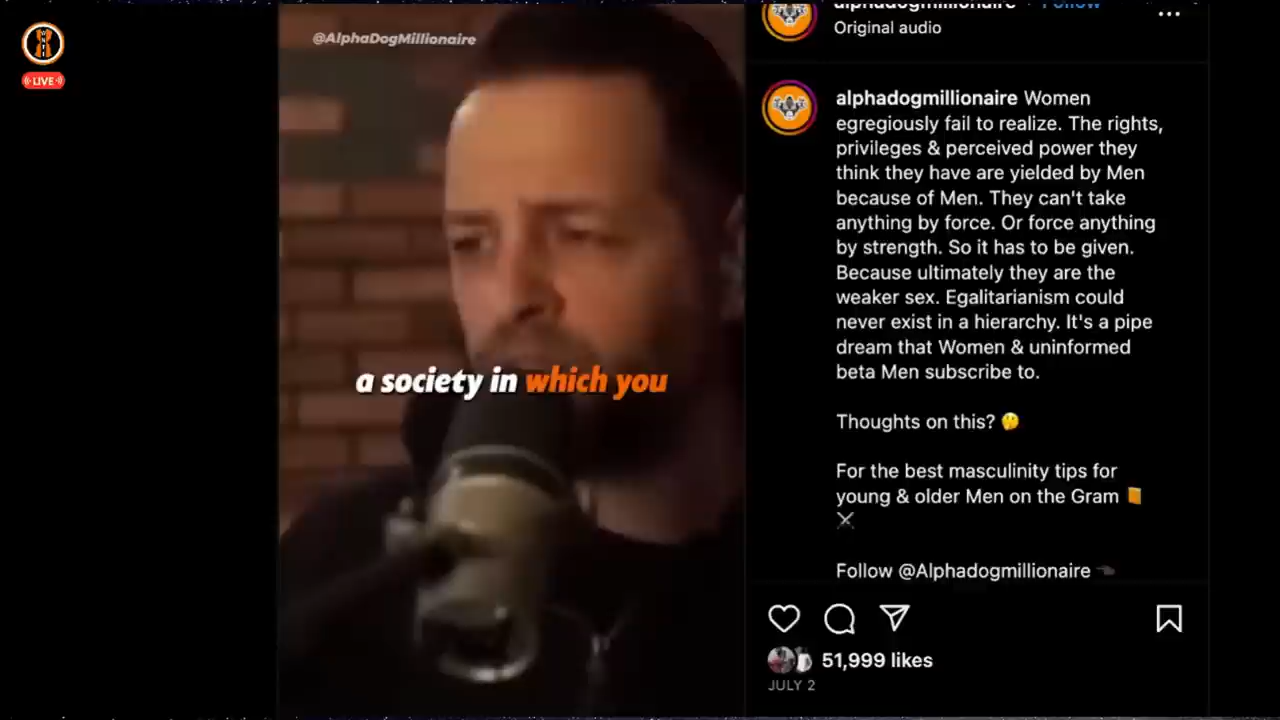 LIVE
@AlphaDogMillionaire
a society in which you
alphadogmillionaire • Follow
Original audio
alphadogmillionaire Women
egregiously fail to realize. The rights,
privileges & perceived power they
think they have are yielded by Men
because of Men. They can't take
anything by force. Or force anything
by strength. So it has to be given.
Because ultimately they are the
weaker sex. Egalitarianism could
never exist in a hierarchy. It's a pipe
dream that Women & uninformed
beta Men subscribe to.
Thoughts on this? 🤔
For the best masculinity tips for
young & older Men on the Gram
⚔
Follow @Alphadogmillionaire
51,999 likes
JULY 2